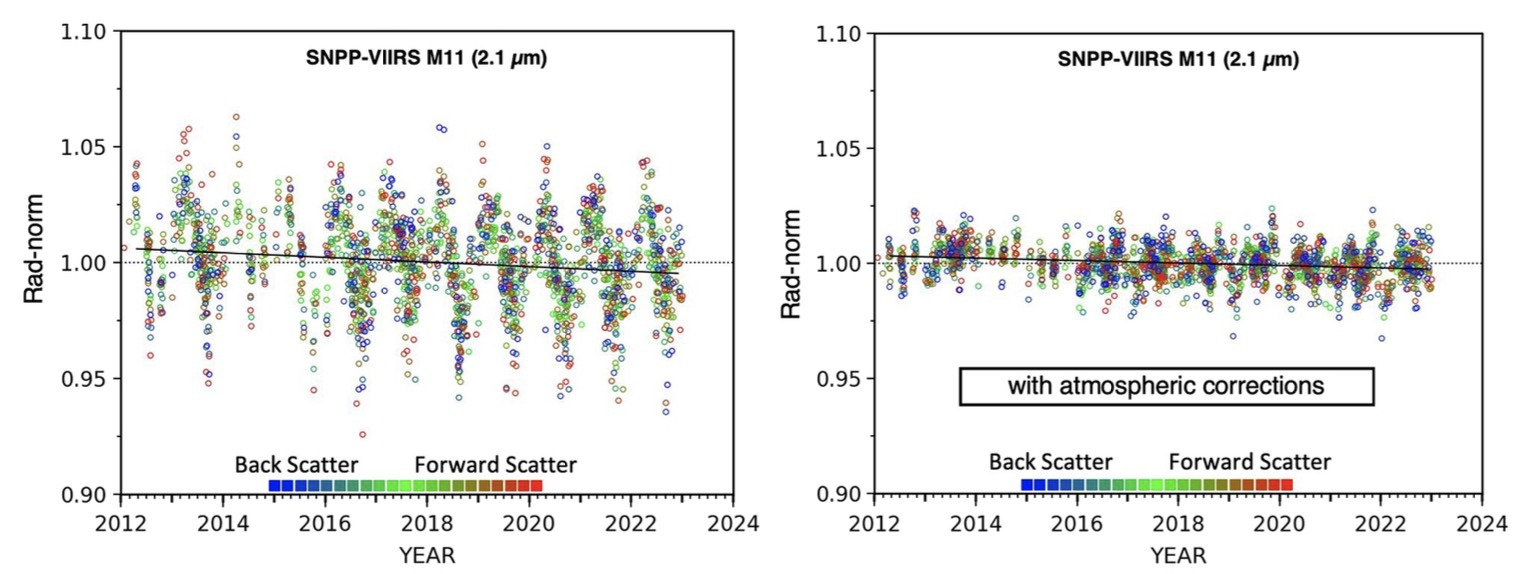 SNPP-VIIRS M11 (2.1 µm)
1.10
1.05
1.00
0.95
0.90
Rad-norm
Back Scatter Forward Scatter
2012 2014 2016 2018 2020 2022 2024
YEAR
SNPP-VIIRS M11 (2.1 µm)
1.10
1.05
1.00
0.95
0.90
Rad-norm
with atmospheric corrections
Back Scatter Forward Scatter
2012 2014 2016 2018 2020 2022 2024
YEAR